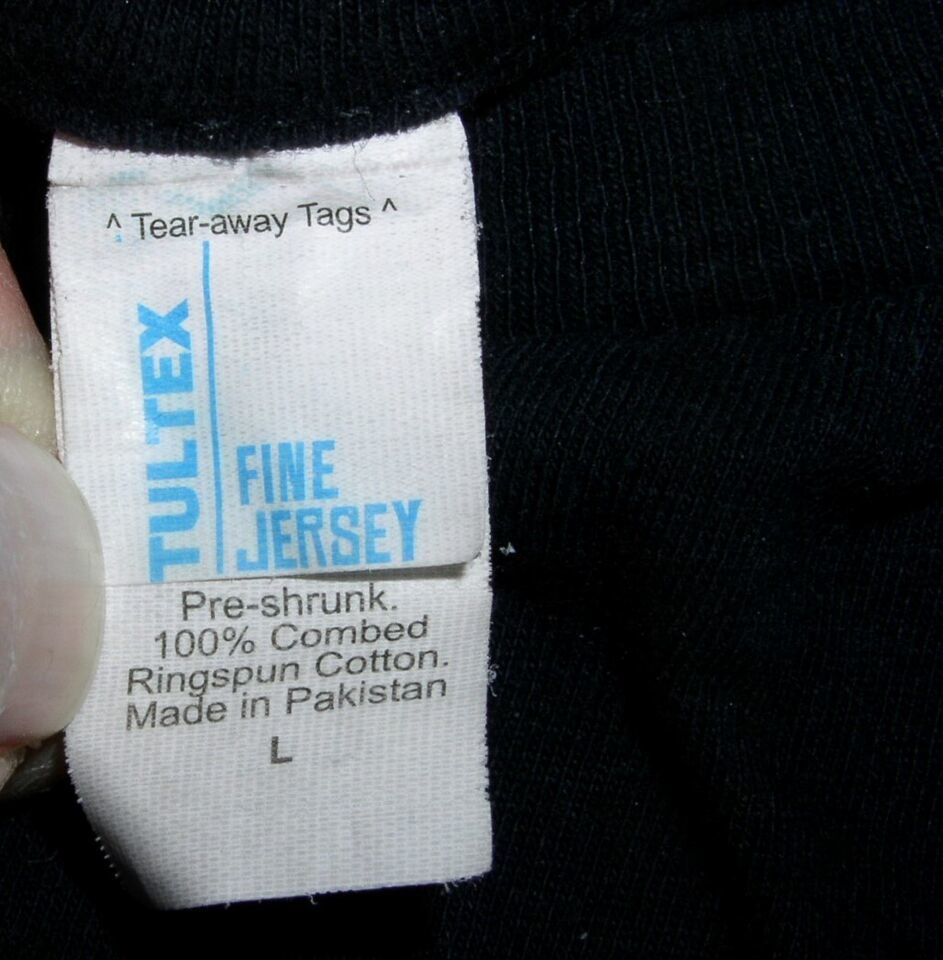 ^ Tear-away Tags ^
TULTEX
FINE
JERSEY
Pre-shrunk.
100% Combed
Ringspun Cotton.
Made in Pakistan
L